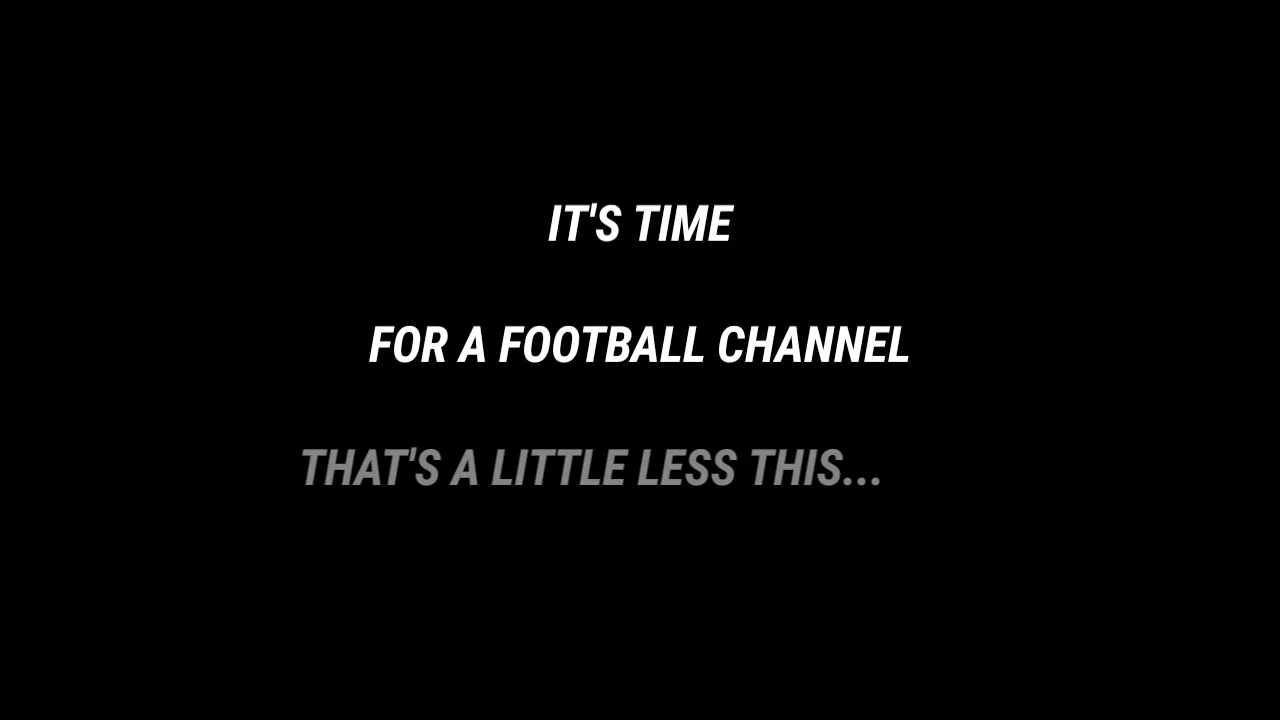 IT'S TIME
FOR A FOOTBALL CHANNEL
THAT'S A LITTLE LESS THIS...